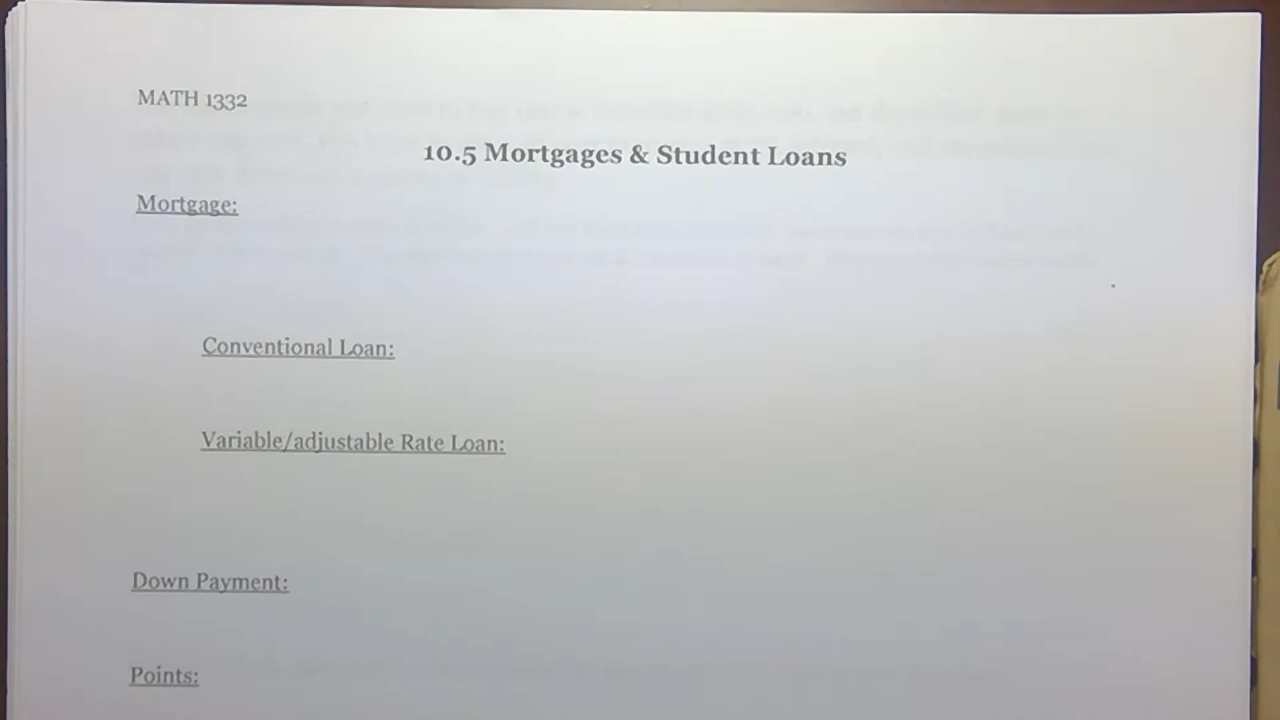 MATH 1332
10.5 Mortgages & Student Loans
Mortgage:
Conventional Loan:
Variable/adjustable Rate Loan:
Down Payment:
Points: